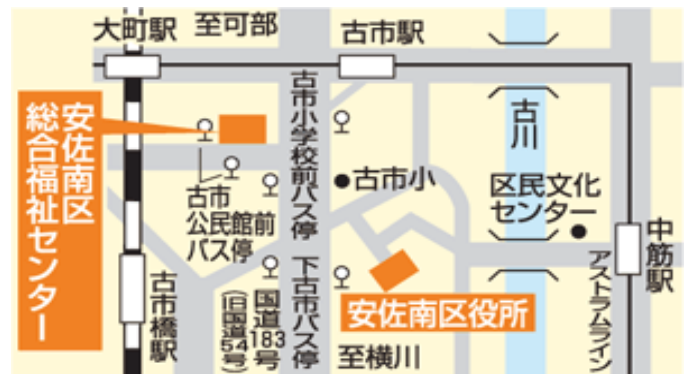 大町駅
至可部
古市駅
安佐南区
総合福祉センター
古市
公民館前
バス停
古市小学校前バス停
古市小
古川
区民文化
センター
中筋駅
アストラムライン
古市橋駅
国道183号
(旧国道54号)
下古市バス停
安佐南区役所
至横川